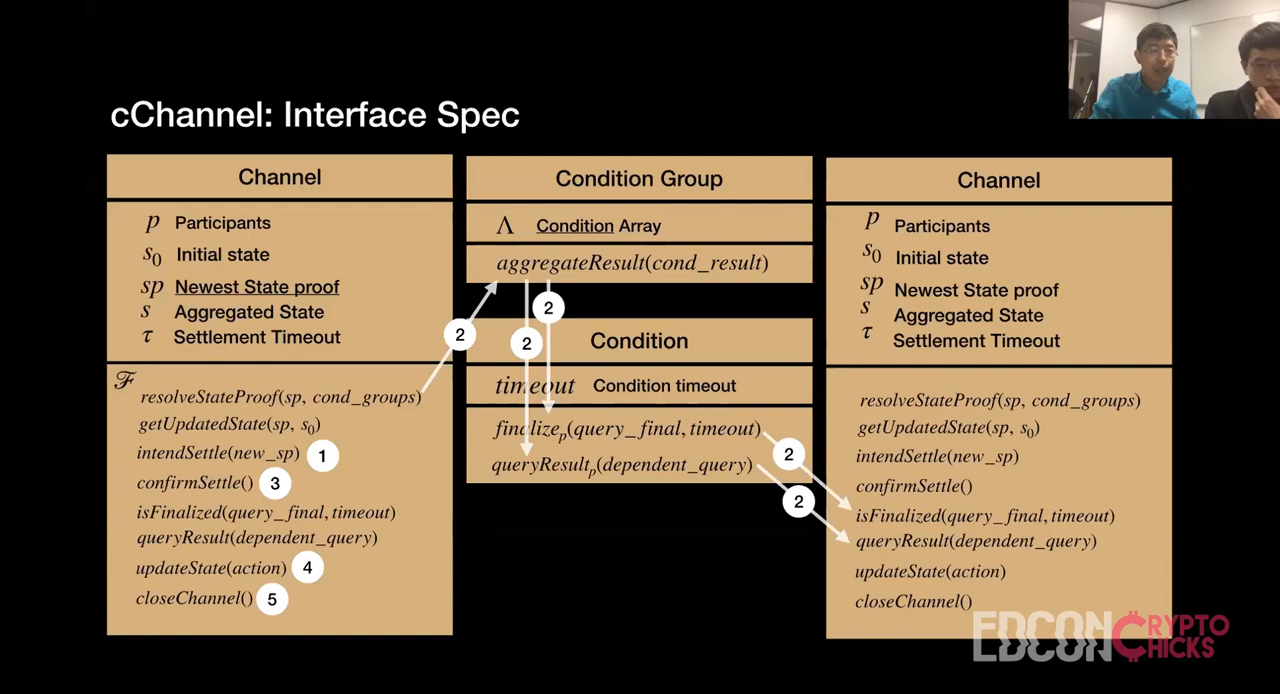 cChannel: Interface Spec
Channel
p Participants
s₀ Initial state
sp Newest State proof
s Aggregated State
τ Settlement Timeout
ℱ
resolveStateProof(sp, cond_groups)
getUpdatedState(sp, s₀)
intendSettle(new_sp) 1
confirmSettle() 3
isFinalized(query_final, timeout)
queryResult(dependent_query)
updateState(action) 4
closeChannel() 5
2
Condition Group
Λ Condition Array
aggregateResult(cond_result)
2
2
Condition
timeout Condition timeout
finalizeₚ(query_final, timeout)
queryResultₚ(dependent_query)
2
2
Channel
p Participants
s₀ Initial state
sp Newest State proof
s Aggregated State
τ Settlement Timeout
resolveStateProof(sp, cond_groups)
getUpdatedState(sp, s₀)
intendSettle(new_sp)
confirmSettle()
isFinalized(query_final, timeout)
queryResult(dependent_query)
updateState(action)
closeChannel()
EDCON
CRYPTO
CHICKS